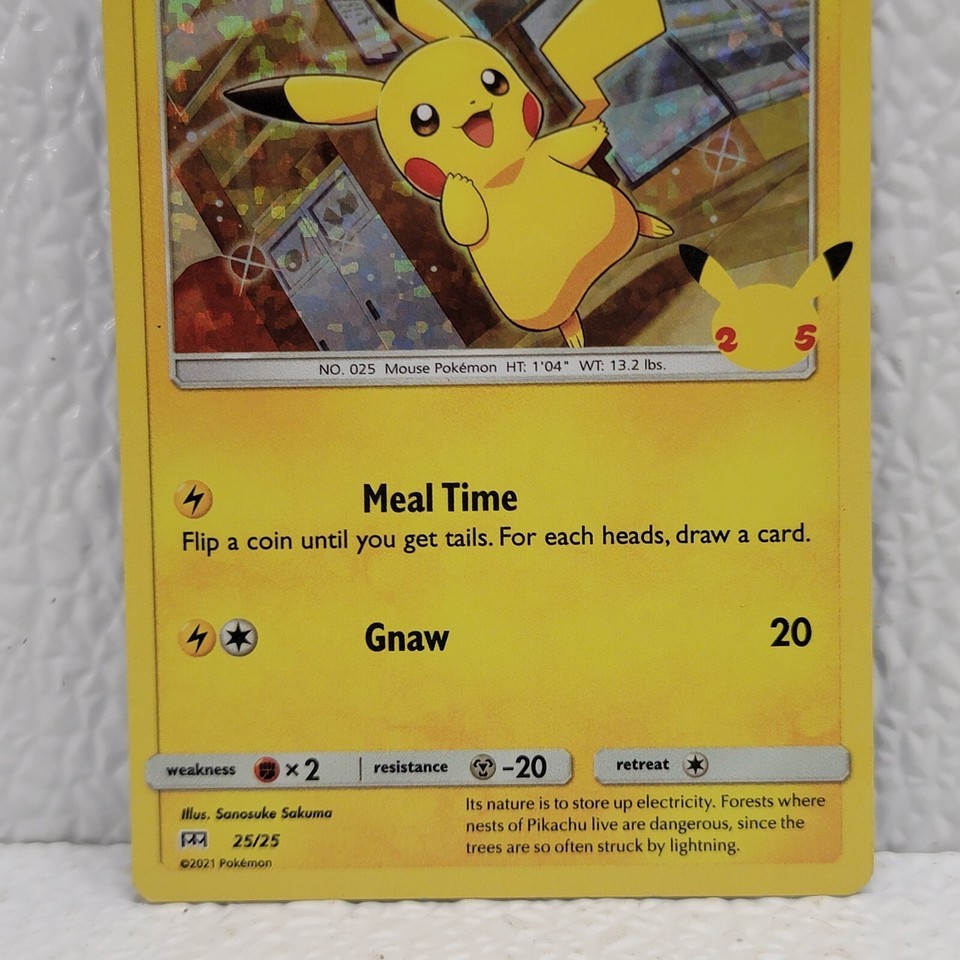 25
NO. 025 Mouse Pokémon HT: 1'04" WT: 13.2 lbs.
Meal Time
Flip a coin until you get tails. For each heads, draw a card.
Gnaw 20
weakness ×2 resistance -20 retreat
Illus. Sanosuke Sakuma
25/25
©2021 Pokémon
Its nature is to store up electricity. Forests where
nests of Pikachu live are dangerous, since the
trees are so often struck by lightning.